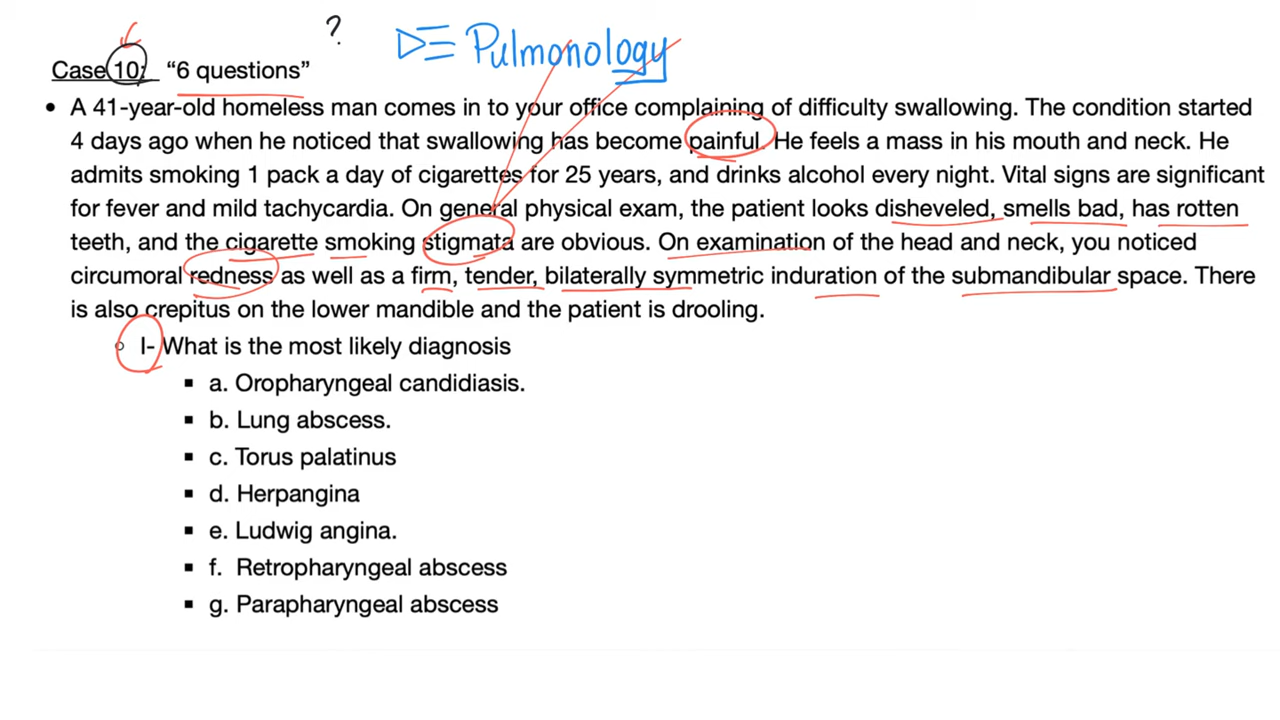 ?
Pulmonology
Case 10: “6 questions”
• A 41-year-old homeless man comes in to your office complaining of difficulty swallowing. The condition started
4 days ago when he noticed that swallowing has become painful. He feels a mass in his mouth and neck. He
admits smoking 1 pack a day of cigarettes for 25 years, and drinks alcohol every night. Vital signs are significant
for fever and mild tachycardia. On general physical exam, the patient looks disheveled, smells bad, has rotten
teeth, and the cigarette smoking stigmata are obvious. On examination of the head and neck, you noticed
circumoral redness as well as a firm, tender, bilaterally symmetric induration of the submandibular space. There
is also crepitus on the lower mandible and the patient is drooling.
I- What is the most likely diagnosis
▪ a. Oropharyngeal candidiasis.
▪ b. Lung abscess.
▪ c. Torus palatinus
▪ d. Herpangina
▪ e. Ludwig angina.
▪ f. Retropharyngeal abscess
▪ g. Parapharyngeal abscess